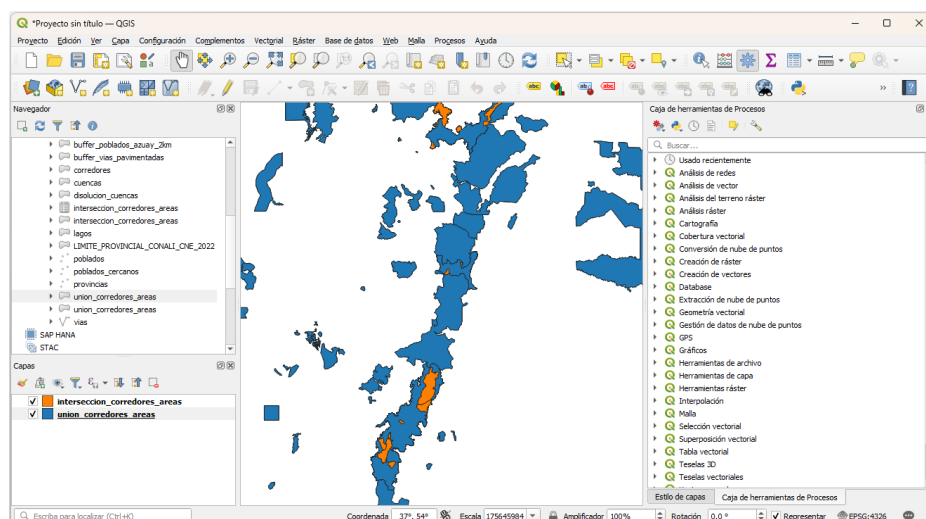 *Proyecto sin título — QGIS
Proyecto Edición Ver Capa Configuración Complementos Vectorial Ráster Base de datos Web Malla Procesos Ayuda
Navegador
buffer_poblados_azuay_2km
buffer_vias_pavimentadas
corredores
cuencas
disolucion_cuencas
interseccion_corredores_areas
interseccion_corredores_areas
lagos
LIMITE_PROVINCIAL_CONALI_CNE_2022
poblados
poblados_cercanos
provincias
union_corredores_areas
union_corredores_areas
vias
SAP HANA
STAC
Capas
interseccion_corredores_areas
union_corredores_areas
Caja de herramientas de Procesos
Buscar...
Usado recientemente
Análisis de redes
Análisis de vector
Análisis del terreno ráster
Análisis ráster
Cartografía
Cobertura vectorial
Conversión de nube de puntos
Creación de ráster
Creación de vectores
Database
Extracción de nube de puntos
Geometría vectorial
Gestión de datos de nube de puntos
GPS
Gráficos
Herramientas de archivo
Herramientas de capa
Herramientas ráster
Interpolación
Malla
Selección vectorial
Superposición vectorial
Tabla vectorial
Teselas 3D
Teselas vectoriales
Estilo de capas Caja de herramientas de Procesos
Escriba para localizar (Ctrl+K) Coordenada 37°, 54° Escala 175645984 Amplificador 100% Rotación 0,0 ° Representar EPSG:4326